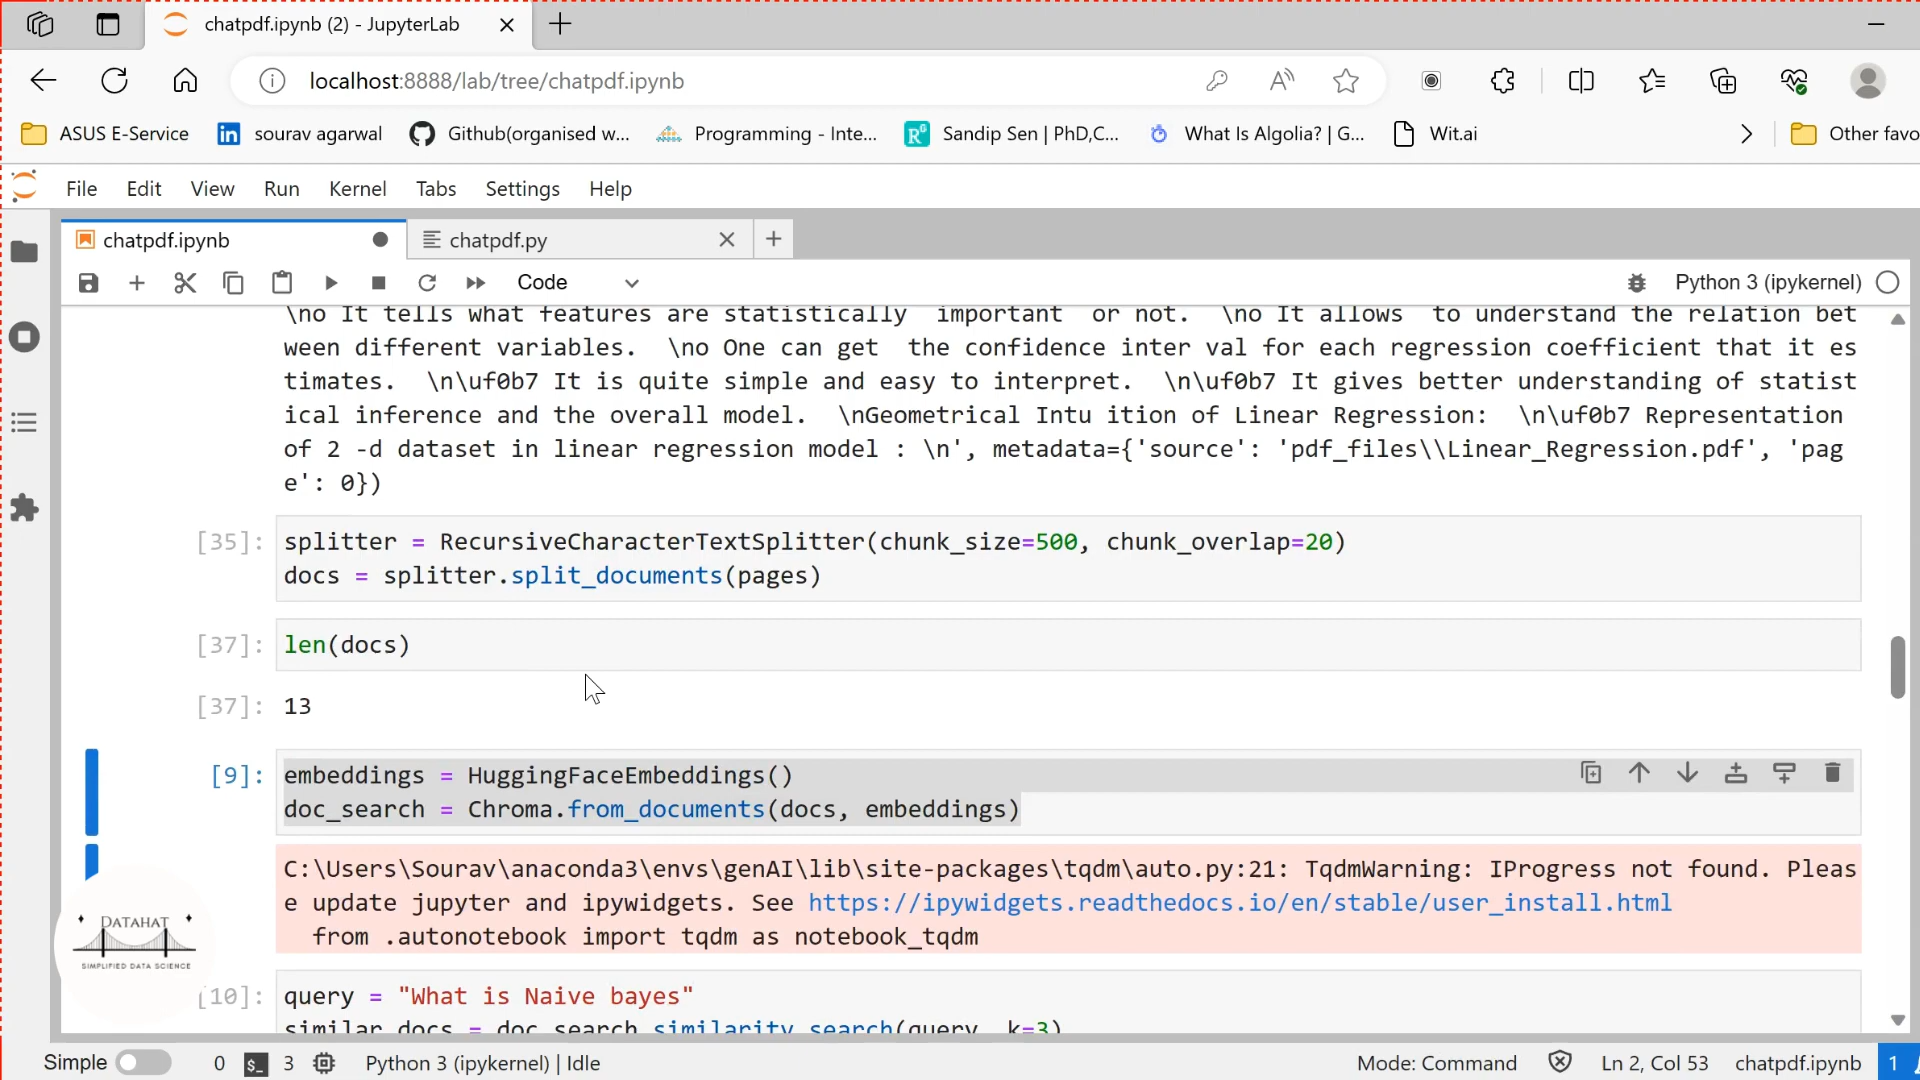 chatpdf.ipynb (2) - JupyterLab
localhost:8888/lab/tree/chatpdf.ipynb
ASUS E-Service sourav agarwal Github(organised w... Programming - Inte... Sandip Sen | PhD,C... What Is Algolia? | G... Wit.ai Other favo
File Edit View Run Kernel Tabs Settings Help
chatpdf.ipynb chatpdf.py
Code Python 3 (ipykernel)
\no It tells what features are statistically  important  or not.  \no It allows  to understand the relation bet
ween different variables.  \no One can get  the confidence inter val for each regression coefficient that it es
timates.  \n\uf0b7 It is quite simple and easy to interpret.  \n\uf0b7 It gives better understanding of statist
ical inference and the overall model.  \nGeometrical Intu ition of Linear Regression:  \n\uf0b7 Representation
of 2 -d dataset in linear regression model : \n', metadata={'source': 'pdf_files\\Linear_Regression.pdf', 'pag
e': 0})
[35]: splitter = RecursiveCharacterTextSplitter(chunk_size=500, chunk_overlap=20)
docs = splitter.split_documents(pages)
[37]: len(docs)
[37]: 13
[9]: embeddings = HuggingFaceEmbeddings()
doc_search = Chroma.from_documents(docs, embeddings)
C:\Users\Sourav\anaconda3\envs\genAI\lib\site-packages\tqdm\auto.py:21: TqdmWarning: IProgress not found. Pleas
e update jupyter and ipywidgets. See https://ipywidgets.readthedocs.io/en/stable/user_install.html
from .autonotebook import tqdm as notebook_tqdm
DATAHAT
SIMPLIFIED DATA SCIENCE
[10]: query = "What is Naive bayes"
similar_docs = doc_search.similarity_search(query, k=3)
Simple 0 $_ 3 Python 3 (ipykernel) | Idle Mode: Command Ln 2, Col 53 chatpdf.ipynb 1